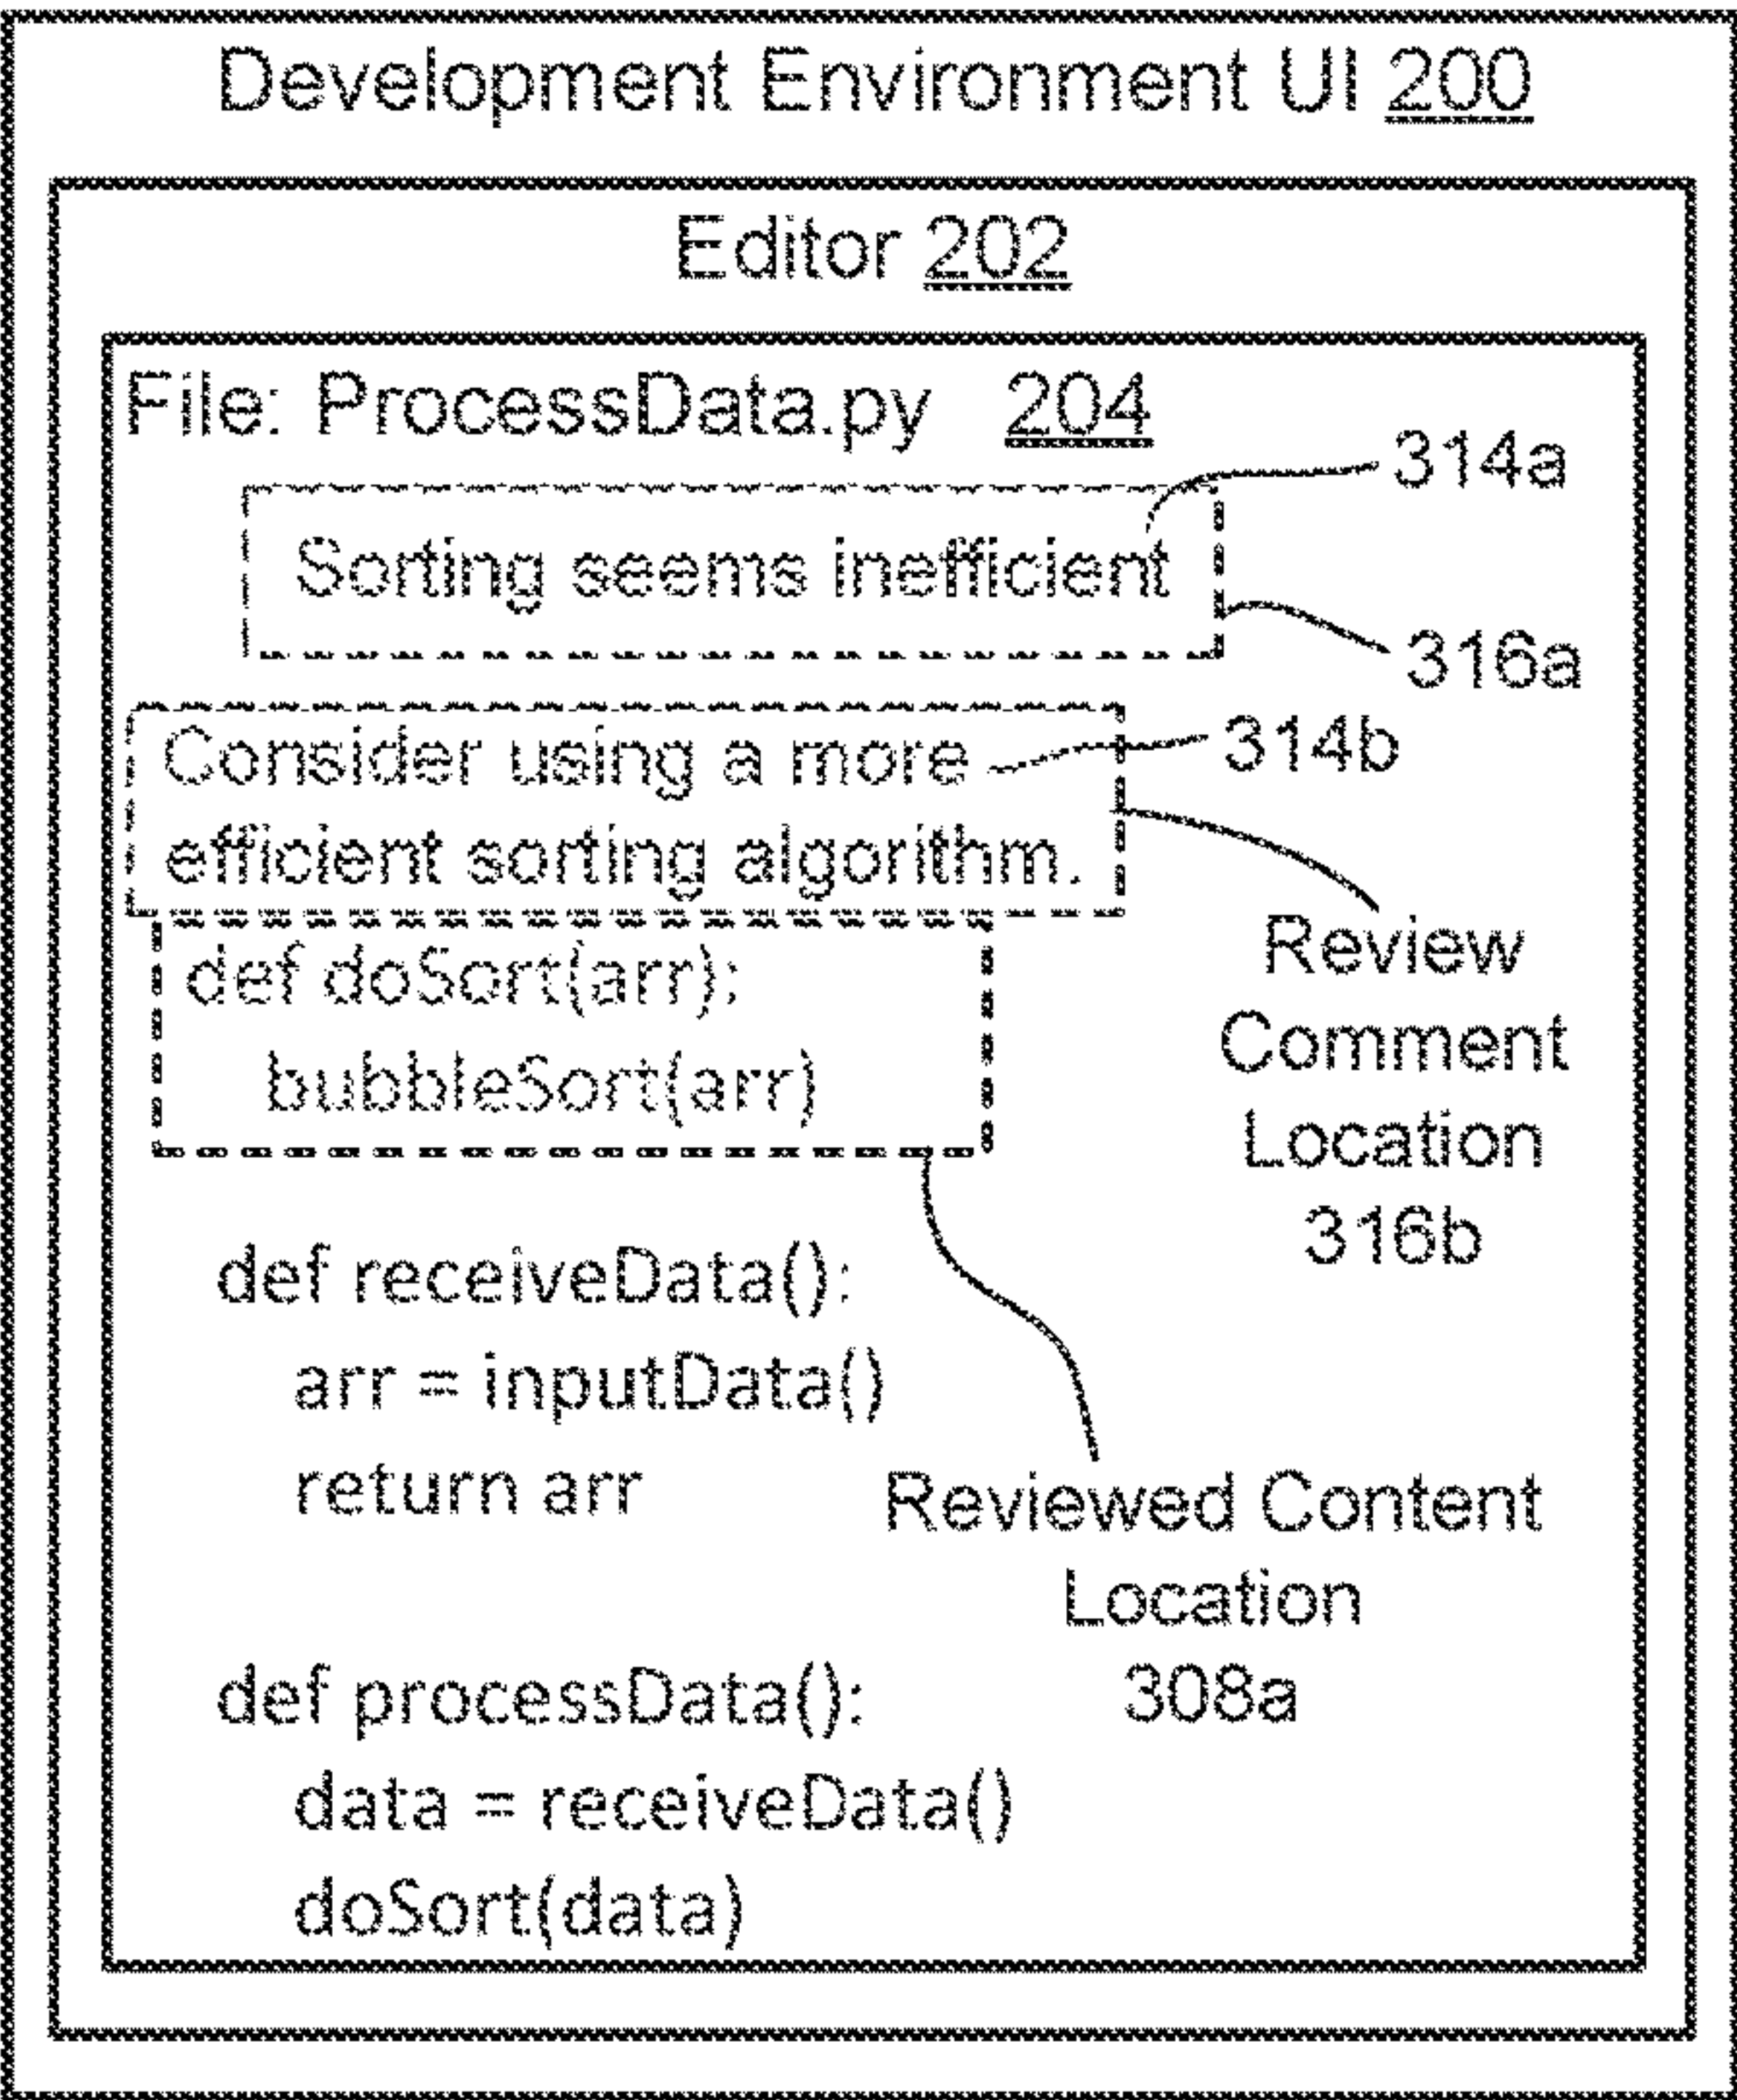 Development Environment UI 200
Editor 202
File: ProcessData.py 204
314a
Sorting seems inefficient
316a
Consider using a more
314b
efficient sorting algorithm.
def doSort(arr):
bubbleSort(arr)
Review
Comment
Location
316b
def receiveData():
arr = inputData()
return arr
Reviewed Content
Location
308a
def processData():
data = receiveData()
doSort(data)